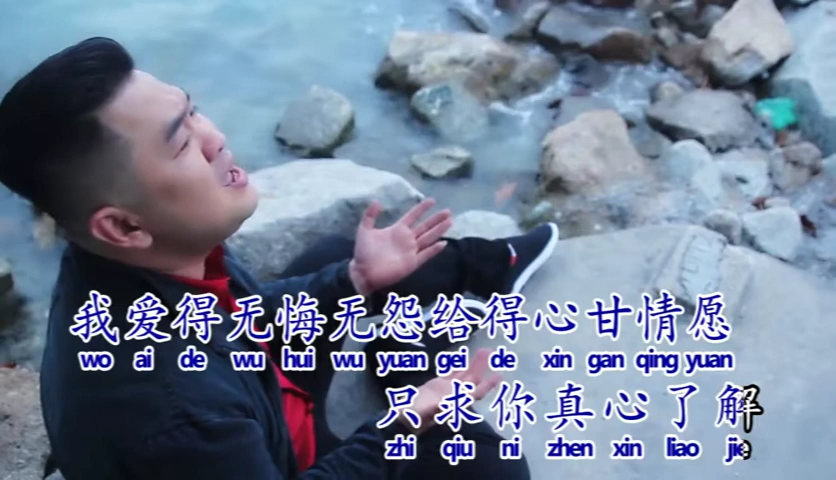 我爱得无悔无怨给得心甘情愿
wo ai de wu hui wu yuan gei de xin gan qing yuan
只求你真心了解
zhi qiu ni zhen xin liao jie